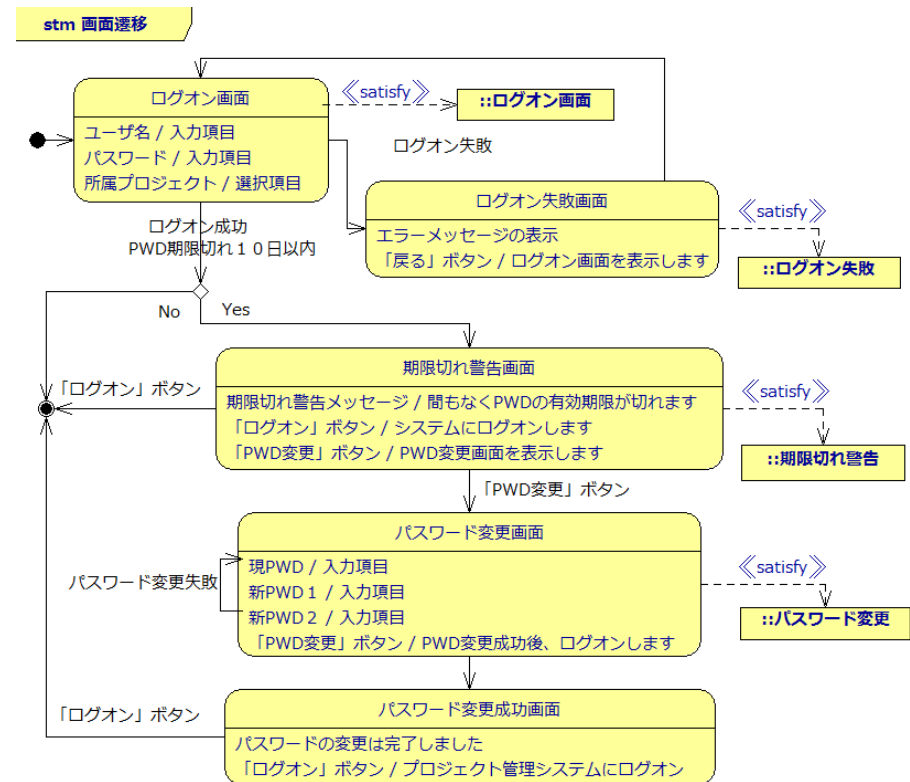 stm 画面遷移
ログオン画面
ユーザ名 / 入力項目
パスワード / 入力項目
所属プロジェクト / 選択項目
≪satisfy≫
::ログオン画面
ログオン失敗
ログオン失敗画面
エラーメッセージの表示
「戻る」ボタン / ログオン画面を表示します
≪satisfy≫
::ログオン失敗
ログオン成功
PWD期限切れ１０日以内
No
Yes
期限切れ警告画面
期限切れ警告メッセージ / 間もなくPWDの有効期限が切れます
「ログオン」ボタン / システムにログオンします
「PWD変更」ボタン / PWD変更画面を表示します
「ログオン」ボタン
≪satisfy≫
::期限切れ警告
「PWD変更」ボタン
パスワード変更画面
現PWD / 入力項目
新PWD１ / 入力項目
新PWD２ / 入力項目
「PWD変更」ボタン / PWD変更成功後、ログオンします
パスワード変更失敗
≪satisfy≫
::パスワード変更
パスワード変更成功画面
パスワードの変更は完了しました
「ログオン」ボタン / プロジェクト管理システムにログオン
「ログオン」ボタン